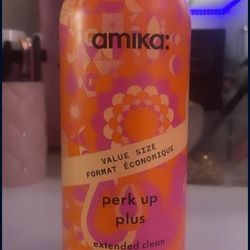 amika:
VALUE SIZE
FORMAT ÉCONOMIQUE
perk up
plus
extended clean